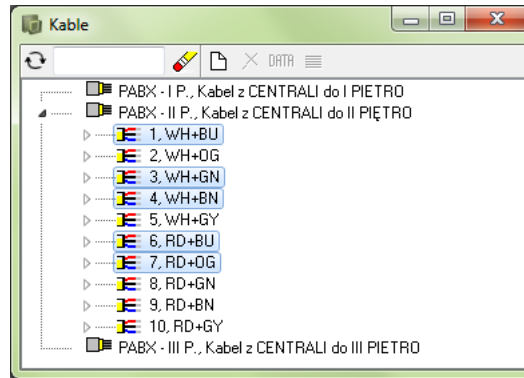 Kable
DATA
PABX - I P., Kabel z CENTRALI do I PIETRO
PABX - II P., Kabel z CENTRALI do II PIĘTRO
1, WH+BU
2, WH+OG
3, WH+GN
4, WH+BN
5, WH+GY
6, RD+BU
7, RD+OG
8, RD+GN
9, RD+BN
10, RD+GY
PABX - III P., Kabel z CENTRALI do III PIETRO